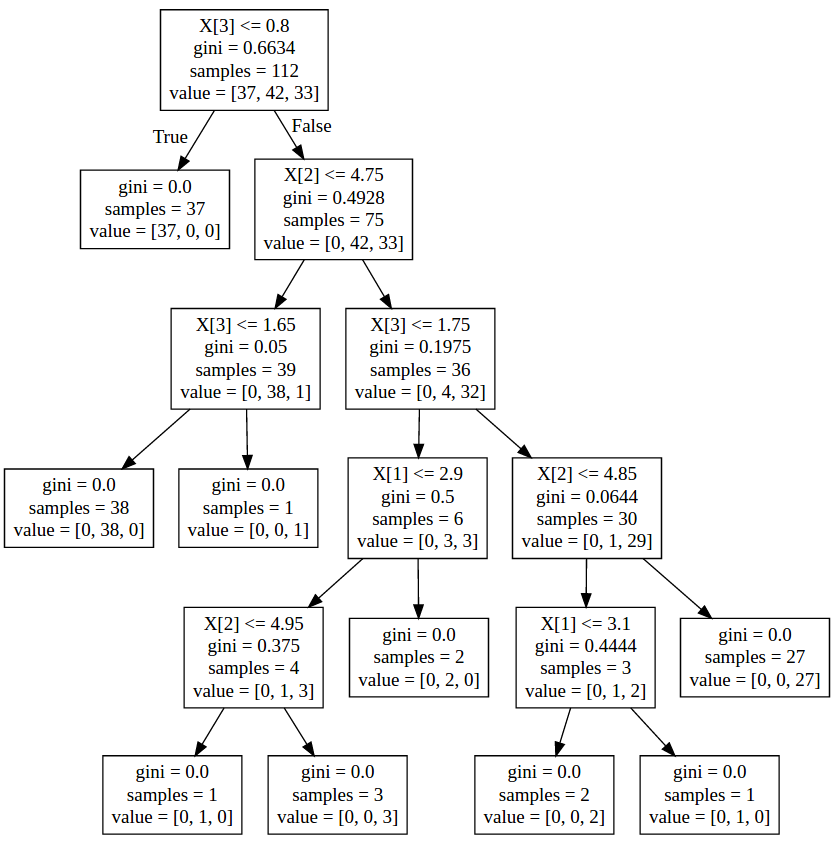 X[3] <= 0.8
gini = 0.6634
samples = 112
value = [37, 42, 33]
True
False
gini = 0.0
samples = 37
value = [37, 0, 0]
X[2] <= 4.75
gini = 0.4928
samples = 75
value = [0, 42, 33]
X[3] <= 1.65
gini = 0.05
samples = 39
value = [0, 38, 1]
X[3] <= 1.75
gini = 0.1975
samples = 36
value = [0, 4, 32]
gini = 0.0
samples = 38
value = [0, 38, 0]
gini = 0.0
samples = 1
value = [0, 0, 1]
X[1] <= 2.9
gini = 0.5
samples = 6
value = [0, 3, 3]
X[2] <= 4.85
gini = 0.0644
samples = 30
value = [0, 1, 29]
X[2] <= 4.95
gini = 0.375
samples = 4
value = [0, 1, 3]
gini = 0.0
samples = 2
value = [0, 2, 0]
X[1] <= 3.1
gini = 0.4444
samples = 3
value = [0, 1, 2]
gini = 0.0
samples = 27
value = [0, 0, 27]
gini = 0.0
samples = 1
value = [0, 1, 0]
gini = 0.0
samples = 3
value = [0, 0, 3]
gini = 0.0
samples = 2
value = [0, 0, 2]
gini = 0.0
samples = 1
value = [0, 1, 0]